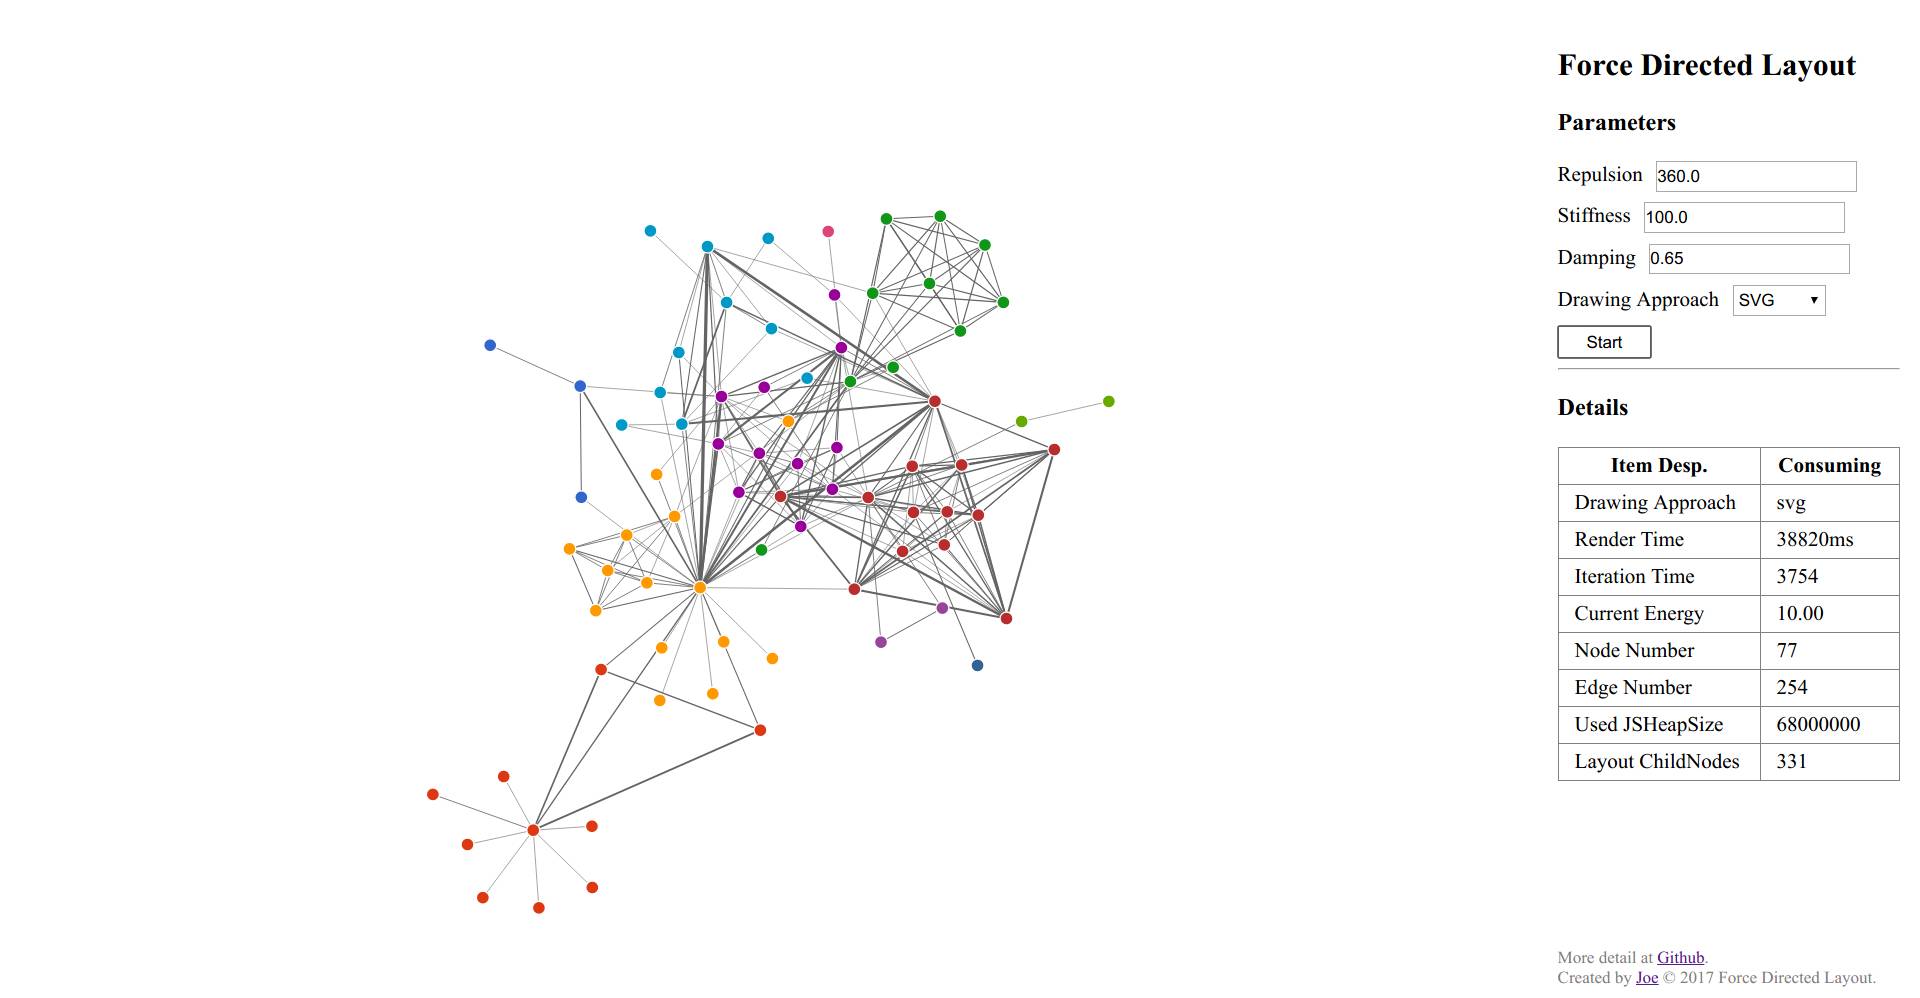 Force Directed Layout
Parameters
Repulsion 360.0
Stiffness 100.0
Damping 0.65
Drawing Approach SVG
Start
Details
Item Desp. Consuming
Drawing Approach svg
Render Time 38820ms
Iteration Time 3754
Current Energy 10.00
Node Number 77
Edge Number 254
Used JSHeapSize 68000000
Layout ChildNodes 331
More detail at Github.
Created by Joe © 2017 Force Directed Layout.